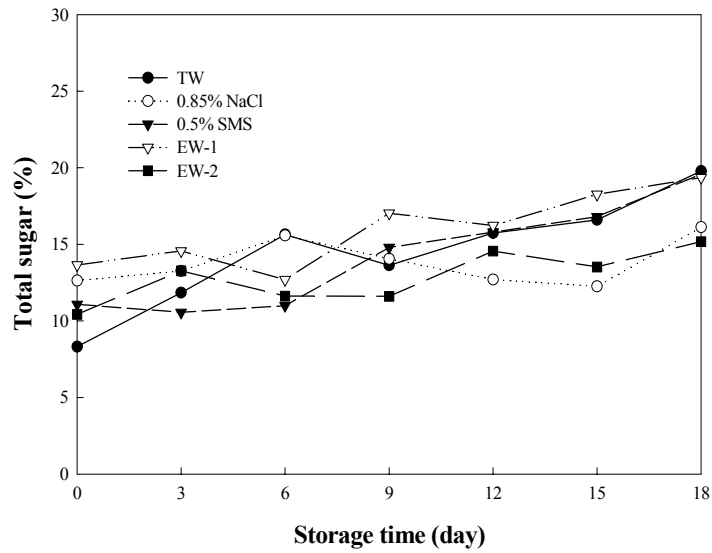 30
25
20
15
10
5
0
Total sugar (%)
TW
0.85% NaCl
0.5% SMS
EW-1
EW-2
0 3 6 9 12 15 18
Storage time (day)